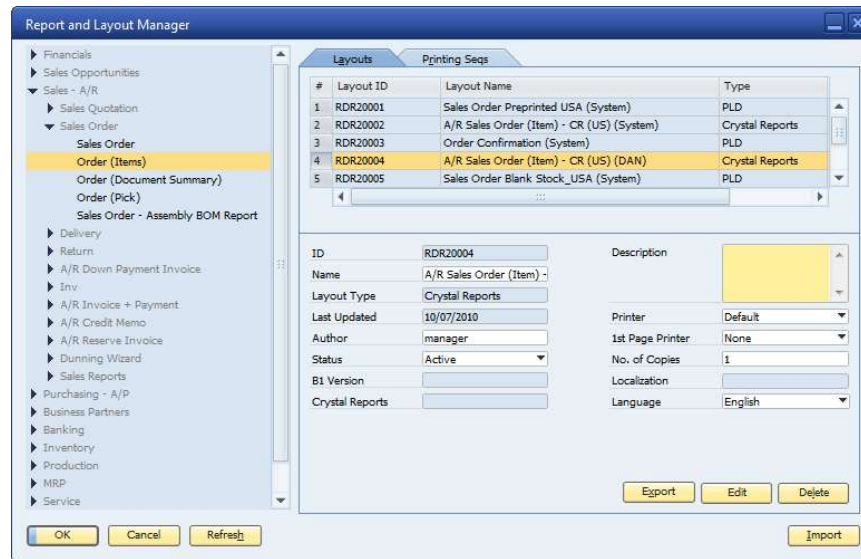 Report and Layout Manager
Financials
Sales Opportunities
Sales - A/R
Sales Quotation
Sales Order
Sales Order
Order (Items)
Order (Document Summary)
Order (Pick)
Sales Order - Assembly BOM Report
Delivery
Return
A/R Down Payment Invoice
Inv
A/R Invoice + Payment
A/R Credit Memo
A/R Reserve Invoice
Dunning Wizard
Sales Reports
Purchasing - A/P
Business Partners
Banking
Inventory
Production
MRP
Service
Layouts Printing Seqs
# Layout ID Layout Name Type
1 RDR20001 Sales Order Preprinted USA (System) PLD
2 RDR20002 A/R Sales Order (Item) - CR (US) (System) Crystal Reports
3 RDR20003 Order Confirmation (System) PLD
4 RDR20004 A/R Sales Order (Item) - CR (US) (DAN) Crystal Reports
5 RDR20005 Sales Order Blank Stock_USA (System) PLD
ID RDR20004 Description
Name A/R Sales Order (Item) -
Layout Type Crystal Reports
Last Updated 10/07/2010 Printer Default
Author manager 1st Page Printer None
Status Active No. of Copies 1
B1 Version Localization
Crystal Reports Language English
Export Edit Delete
OK Cancel Refresh Import